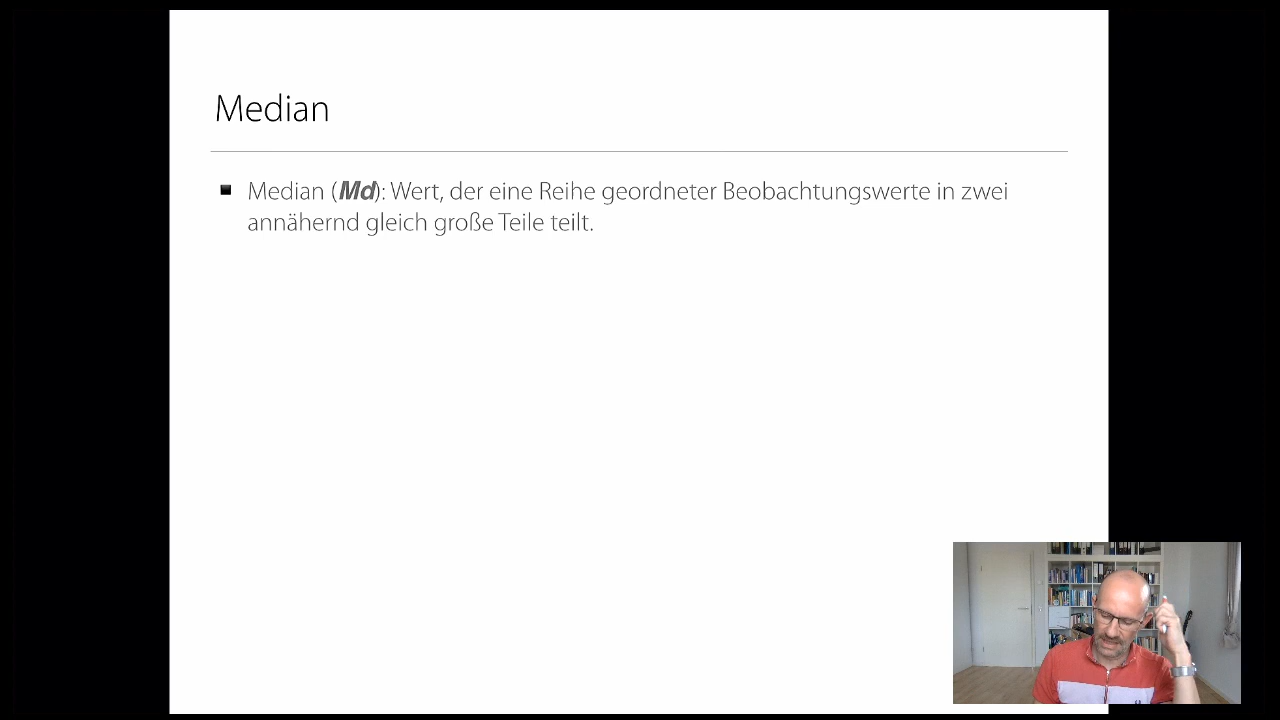 Median
Median (Md): Wert, der eine Reihe geordneter Beobachtungswerte in zwei
annähernd gleich große Teile teilt.